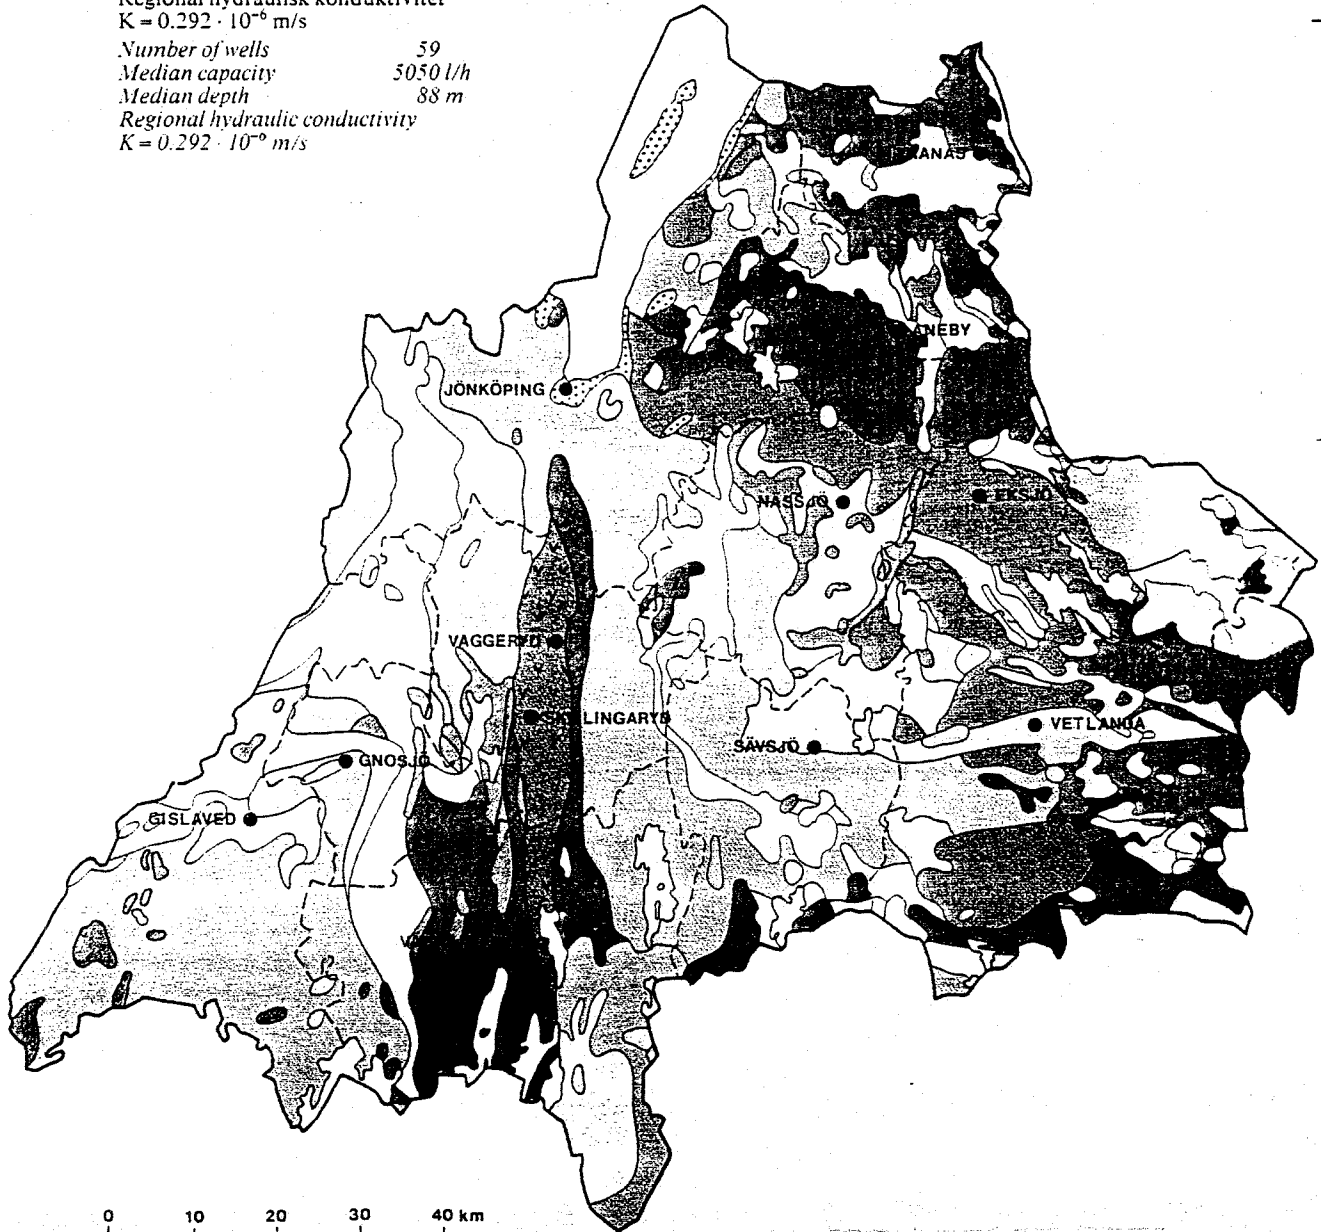 Regional hydraulisk konduktivitet
K = 0.292 · 10⁻⁶ m/s
Number of wells 59
Median capacity 5050 l/h
Median depth 88 m
Regional hydraulic conductivity
K = 0.292 · 10⁻⁶ m/s
RANÅS
ANEBY
JÖNKÖPING
NÄSSJÖ
EKSJÖ
VAGGERYD
SKILLINGARYD
VETLANDA
SÄVSJÖ
GNOSJÖ
GISLAVED
0 10 20 30 40 km